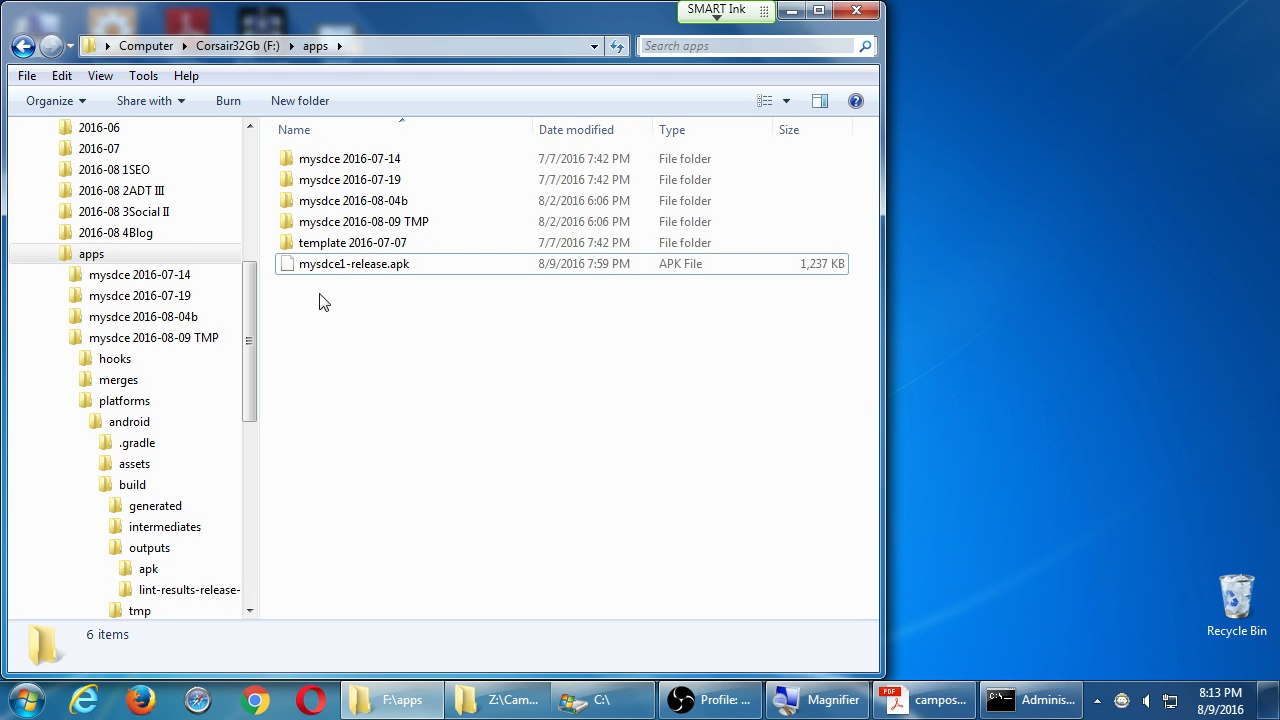 SMART Ink
Computer Corsair32Gb (F:) apps
Search apps
File Edit View Tools Help
Organize Share with Burn New folder
2016-06
2016-07
2016-08 1SEO
2016-08 2ADT III
2016-08 3Social II
2016-08 4Blog
apps
mysdce 2016-07-14
mysdce 2016-07-19
mysdce 2016-08-04b
mysdce 2016-08-09 TMP
hooks
merges
platforms
android
.gradle
assets
build
generated
intermediates
outputs
apk
lint-results-release-
tmp
Name Date modified Type Size
mysdce 2016-07-14 7/7/2016 7:42 PM File folder
mysdce 2016-07-19 7/7/2016 7:42 PM File folder
mysdce 2016-08-04b 8/2/2016 6:06 PM File folder
mysdce 2016-08-09 TMP 8/2/2016 6:06 PM File folder
template 2016-07-07 7/7/2016 7:42 PM File folder
mysdce1-release.apk 8/9/2016 7:59 PM APK File 1,237 KB
6 items
Recycle Bin
F:\apps Z:\Cam... C:\ Profile: ... Magnifier PDF campos... C:\ Adminis...
8:13 PM
8/9/2016